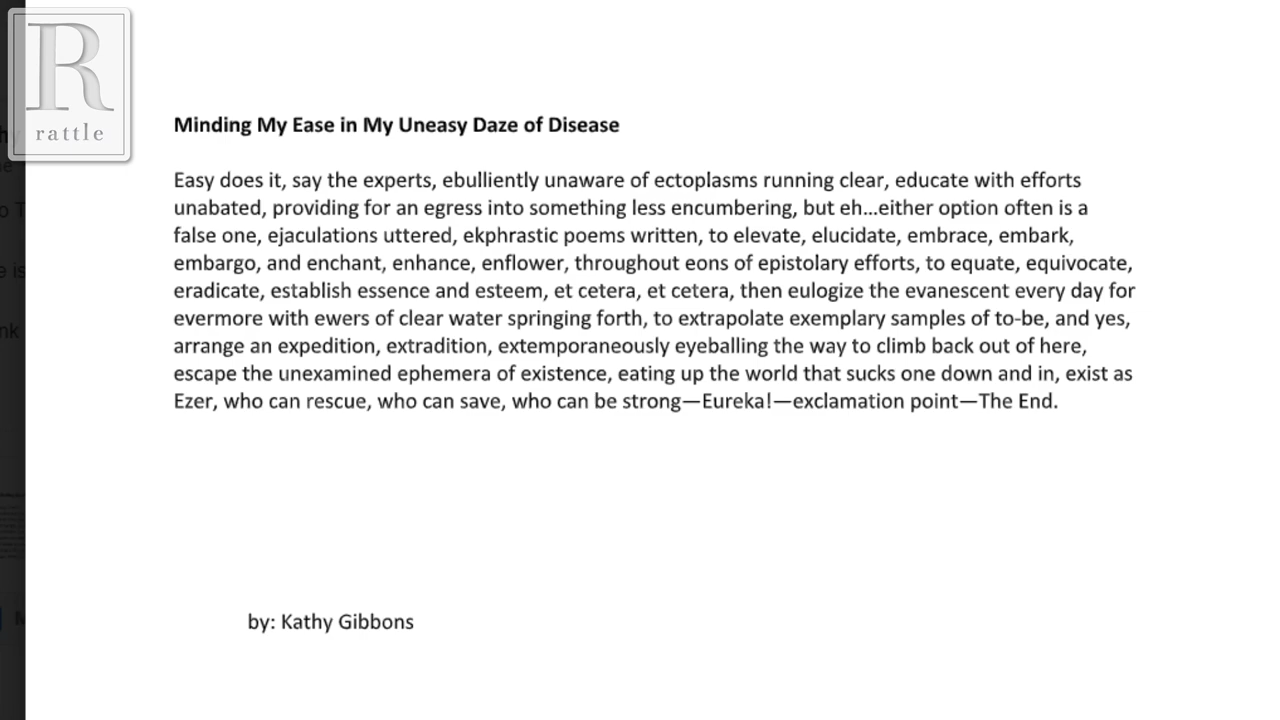 R
rattle
Minding My Ease in My Uneasy Daze of Disease
Easy does it, say the experts, ebulliently unaware of ectoplasms running clear, educate with efforts
unabated, providing for an egress into something less encumbering, but eh...either option often is a
false one, ejaculations uttered, ekphrastic poems written, to elevate, elucidate, embrace, embark,
embargo, and enchant, enhance, enflower, throughout eons of epistolary efforts, to equate, equivocate,
eradicate, establish essence and esteem, et cetera, et cetera, then eulogize the evanescent every day for
evermore with ewers of clear water springing forth, to extrapolate exemplary samples of to-be, and yes,
arrange an expedition, extradition, extemporaneously eyeballing the way to climb back out of here,
escape the unexamined ephemera of existence, eating up the world that sucks one down and in, exist as
Ezer, who can rescue, who can save, who can be strong—Eureka!—exclamation point—The End.
by: Kathy Gibbons